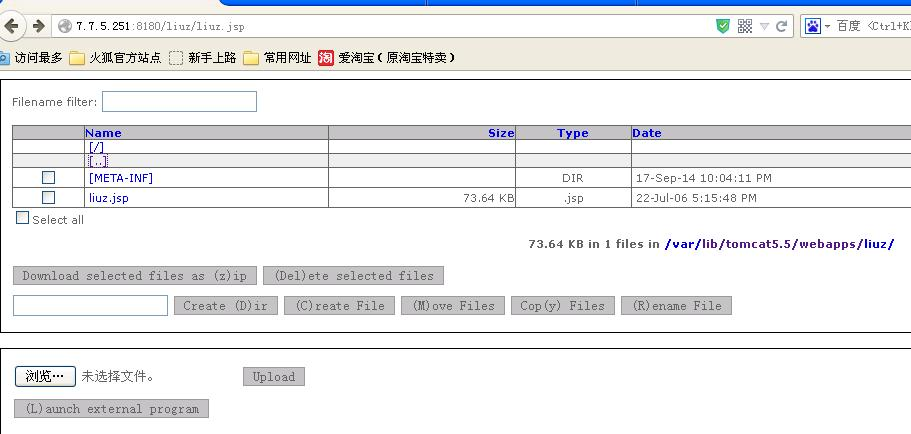 7.7.5.251:8180/liuz/liuz.jsp
百度 <Ctrl+K
访问最多 火狐官方站点 新手上路 常用网址 淘 爱淘宝（原淘宝特卖）
Filename filter:
Name Size Type Date
[/]
[..]
[META-INF] DIR 17-Sep-14 10:04:11 PM
liuz.jsp 73.64 KB .jsp 22-Jul-06 5:15:48 PM
Select all
73.64 KB in 1 files in /var/lib/tomcat5.5/webapps/liuz/
Download selected files as (z)ip (Del)ete selected files
Create (D)ir (C)reate File (M)ove Files Cop(y) Files (R)ename File
浏览… 未选择文件。 Upload
(L)aunch external program